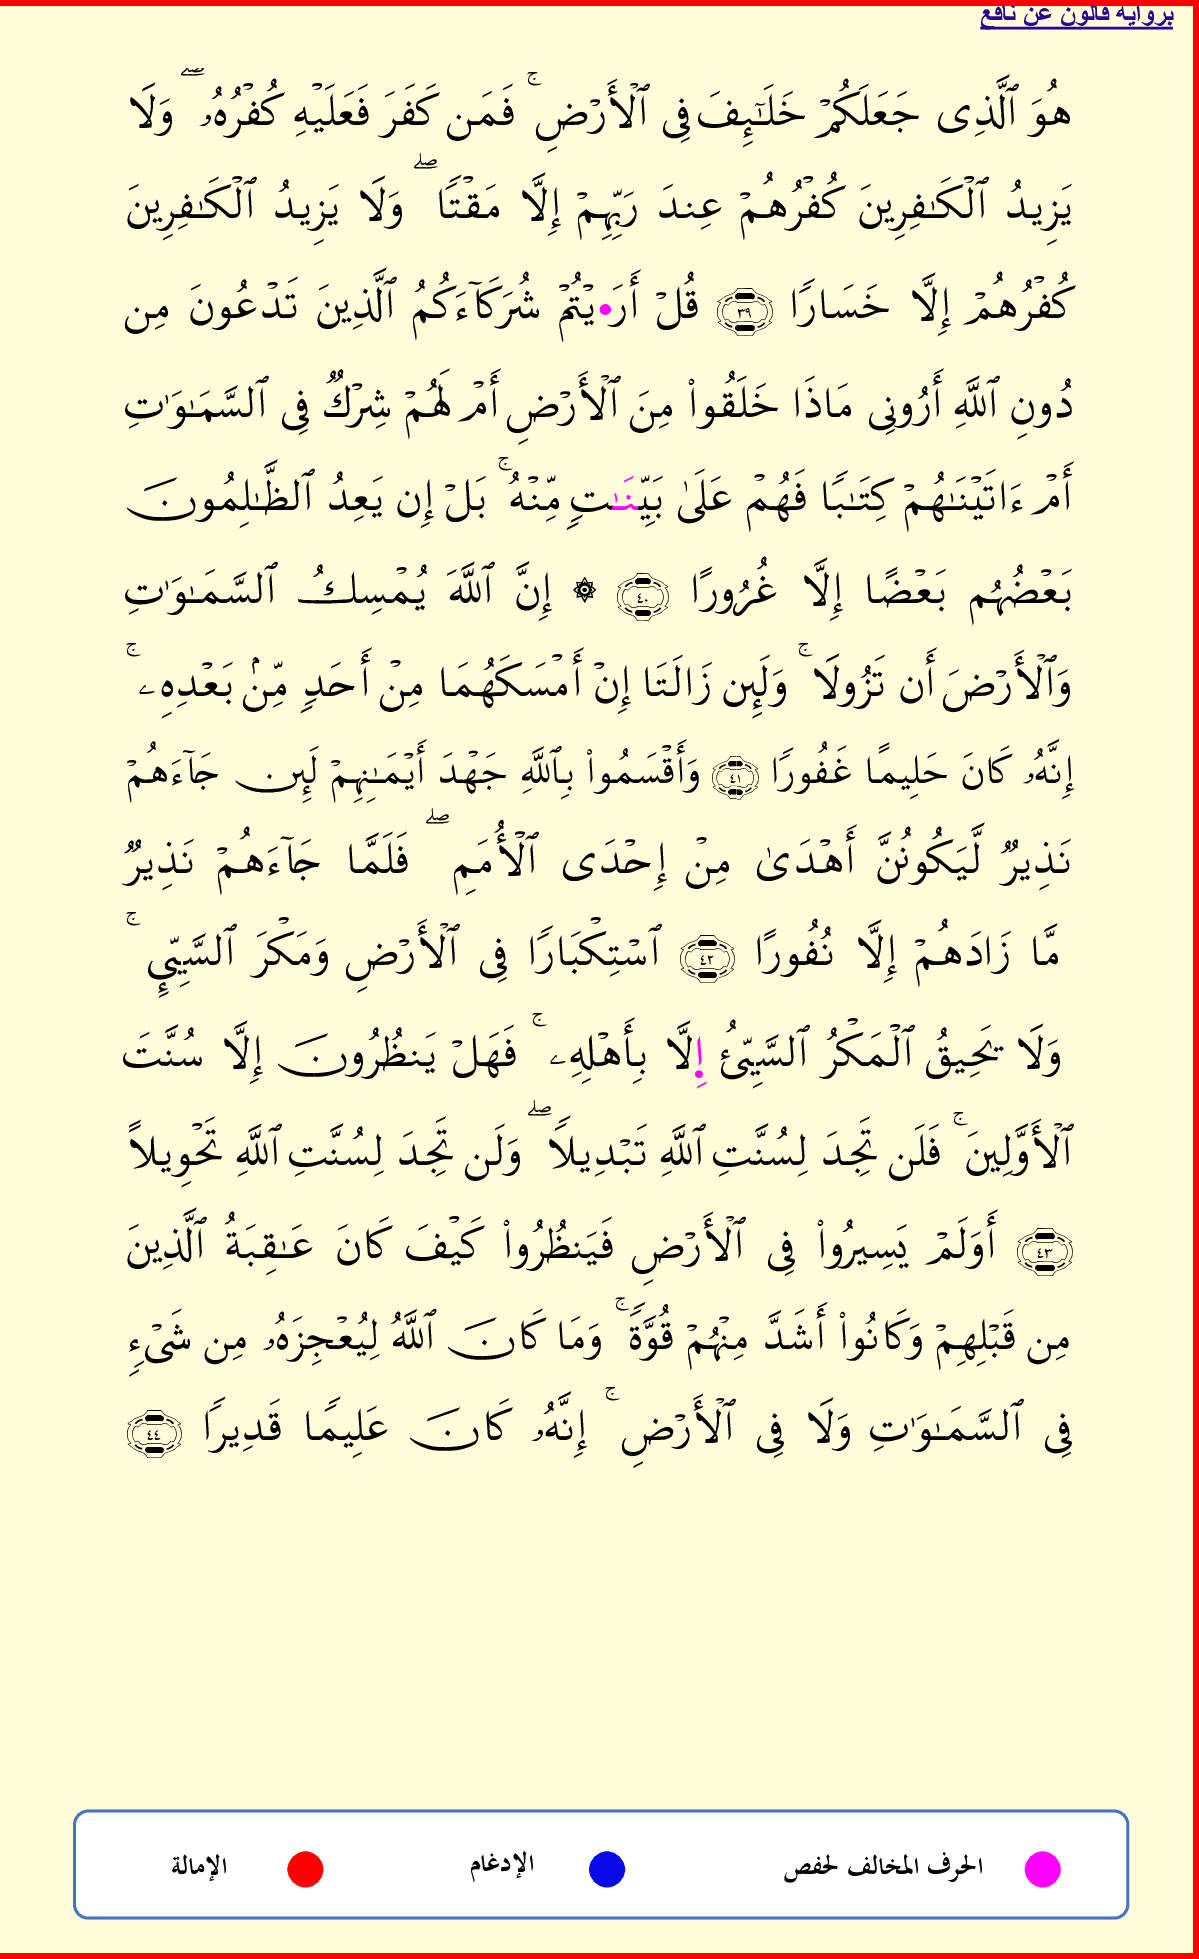 برواية قالون عن نافع
هُوَ ٱلَّذِى جَعَلَكُمْ خَلَـٰٓئِفَ فِى ٱلْأَرْضِ ۚ فَمَن كَفَرَ فَعَلَيْهِ كُفْرُهُۥ ۖ وَلَا
يَزِيدُ ٱلْكَـٰفِرِينَ كُفْرُهُمْ عِندَ رَبِّهِمْ إِلَّا مَقْتًا ۖ وَلَا يَزِيدُ ٱلْكَـٰفِرِينَ
كُفْرُهُمْ إِلَّا خَسَارًا ٣٩ قُلْ أَرَ•يْتُمْ شُرَكَآءَكُمُ ٱلَّذِينَ تَدْعُونَ مِن
دُونِ ٱللَّهِ أَرُونِى مَاذَا خَلَقُوا۟ مِنَ ٱلْأَرْضِ أَمْ لَهُمْ شِرْكٌ فِى ٱلسَّمَـٰوَٰتِ
أَمْ ءَاتَيْنَـٰهُمْ كِتَـٰبًا فَهُمْ عَلَىٰ بَيِّنَـٰتٍ مِّنْهُ ۚ بَلْ إِن يَعِدُ ٱلظَّـٰلِمُونَ
بَعْضُهُم بَعْضًا إِلَّا غُرُورًا ٤٠ ۞ إِنَّ ٱللَّهَ يُمْسِكُ ٱلسَّمَـٰوَٰتِ
وَٱلْأَرْضَ أَن تَزُولَا ۚ وَلَئِن زَالَتَا إِنْ أَمْسَكَهُمَا مِنْ أَحَدٍ مِّنۢ بَعْدِهِۦ ۚ
إِنَّهُۥ كَانَ حَلِيمًا غَفُورًا ٤١ وَأَقْسَمُوا۟ بِٱللَّهِ جَهْدَ أَيْمَـٰنِهِمْ لَئِن جَآءَهُمْ
نَذِيرٌ لَّيَكُونُنَّ أَهْدَىٰ مِنْ إِحْدَى ٱلْأُمَمِ ۖ فَلَمَّا جَآءَهُمْ نَذِيرٌ
مَّا زَادَهُمْ إِلَّا نُفُورًا ٤٢ ٱسْتِكْبَارًا فِى ٱلْأَرْضِ وَمَكْرَ ٱلسَّيِّئِ ۚ
وَلَا يَحِيقُ ٱلْمَكْرُ ٱلسَّيِّئُ إِلَّا بِأَهْلِهِۦ ۚ فَهَلْ يَنظُرُونَ إِلَّا سُنَّتَ
ٱلْأَوَّلِينَ ۚ فَلَن تَجِدَ لِسُنَّتِ ٱللَّهِ تَبْدِيلًا ۖ وَلَن تَجِدَ لِسُنَّتِ ٱللَّهِ تَحْوِيلًا
٤٣ أَوَلَمْ يَسِيرُوا۟ فِى ٱلْأَرْضِ فَيَنظُرُوا۟ كَيْفَ كَانَ عَـٰقِبَةُ ٱلَّذِينَ
مِن قَبْلِهِمْ وَكَانُوا۟ أَشَدَّ مِنْهُمْ قُوَّةً ۚ وَمَا كَانَ ٱللَّهُ لِيُعْجِزَهُۥ مِن شَىْءٍ
فِى ٱلسَّمَـٰوَٰتِ وَلَا فِى ٱلْأَرْضِ ۚ إِنَّهُۥ كَانَ عَلِيمًا قَدِيرًا ٤٤
الحرف المخالف لحفص الإدغام الإمالة